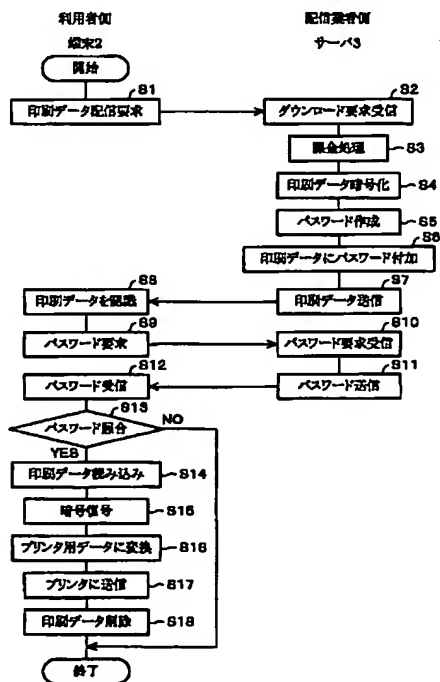 利用者側
端末2
配信業者側
サーバ3
開始
S1
印刷データ配信要求
S2
ダウンロード要求受信
課金処理
S3
印刷データ暗号化
S4
パスワード作成
S5
S6
印刷データにパスワード付加
S7
印刷データ送信
S8
印刷データを認識
S9
パスワード要求
S10
パスワード要求受信
S11
パスワード送信
S12
パスワード受信
S13
パスワード照合
NO
YES
印刷データ読み込み
S14
S15
プリンタ用データに変換
S16
プリンタに送信
S17
印刷データ削除
S18
終了